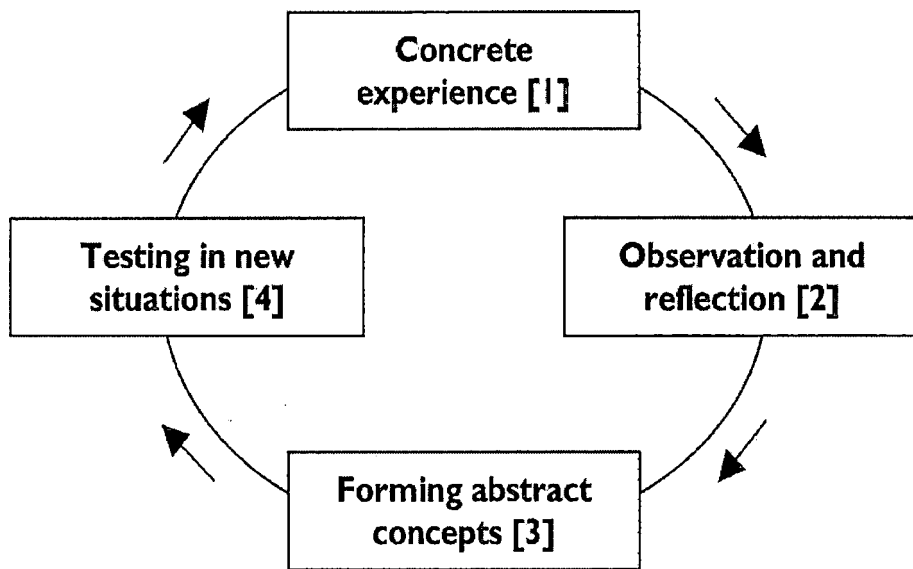 Concrete
experience [1]
Observation and
reflection [2]
Forming abstract
concepts [3]
Testing in new
situations [4]